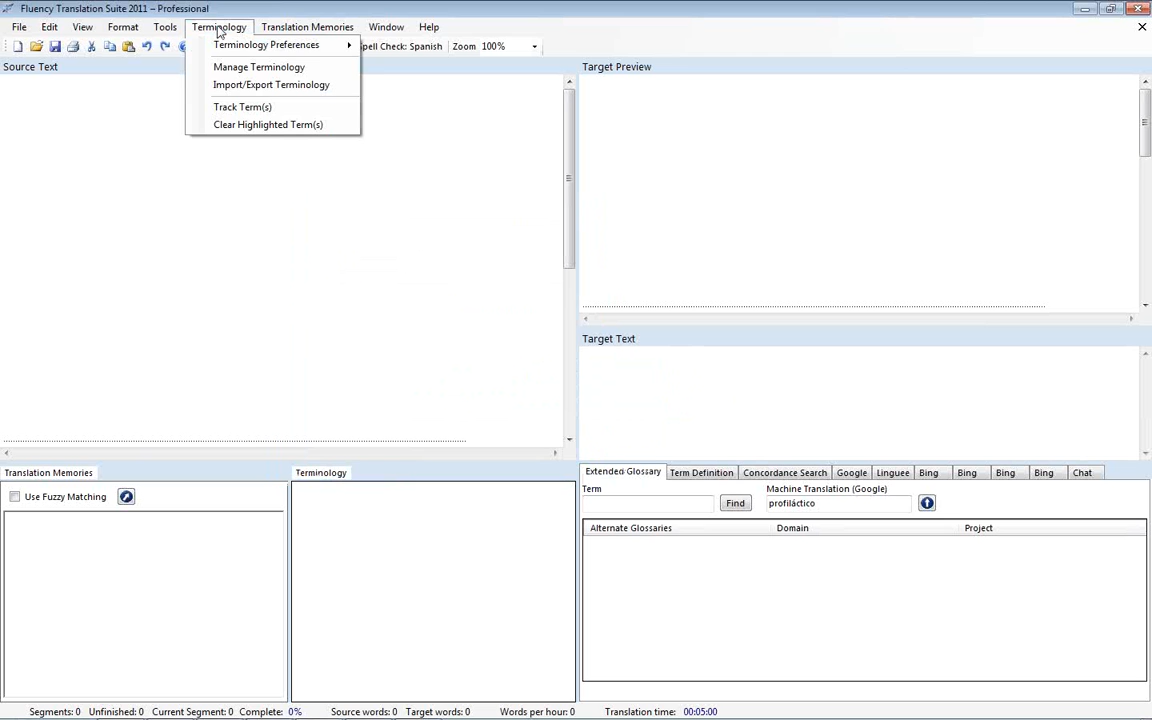 Fluency Translation Suite 2011 – Professional
File Edit View Format Tools Terminology Translation Memories Window Help
Terminology Preferences
Manage Terminology
Import/Export Terminology
Track Term(s)
Clear Highlighted Term(s)
Spell Check: Spanish Zoom 100%
Source Text
Target Preview
Target Text
Translation Memories
Use Fuzzy Matching
Terminology
Extended Glossary Term Definition Concordance Search Google Linguee Bing Bing Bing Bing Chat
Term Machine Translation (Google)
Find profiláctico
Alternate Glossaries Domain Project
Segments: 0 Unfinished: 0 Current Segment: 0 Complete: 0% Source words: 0 Target words: 0 Words per hour: 0 Translation time: 00:05:00